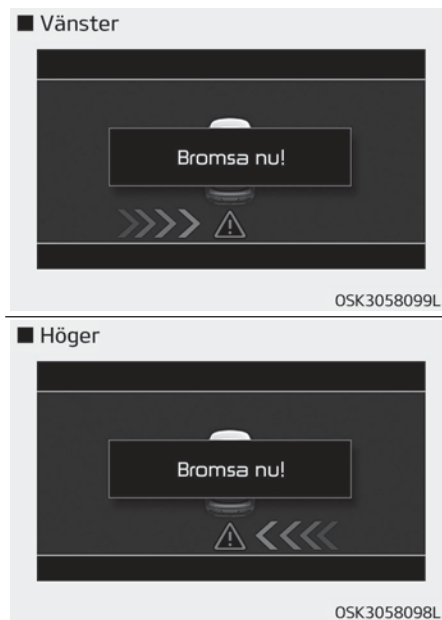 ■ Vänster
Bromsa nu!
OSK3058099L
■ Höger
Bromsa nu!
OSK3058098L